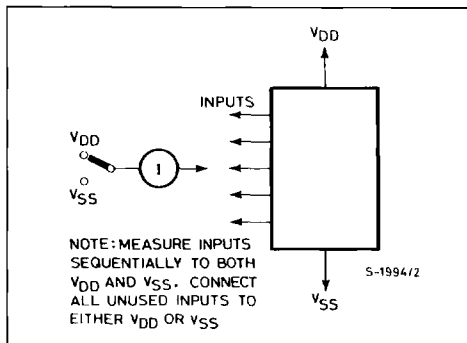 VDD
INPUTS
VDD
I
VSS
NOTE: MEASURE INPUTS
SEQUENTIALLY TO BOTH
VDD AND VSS. CONNECT
ALL UNUSED INPUTS TO
EITHER VDD OR VSS
S-1994/2
VSS